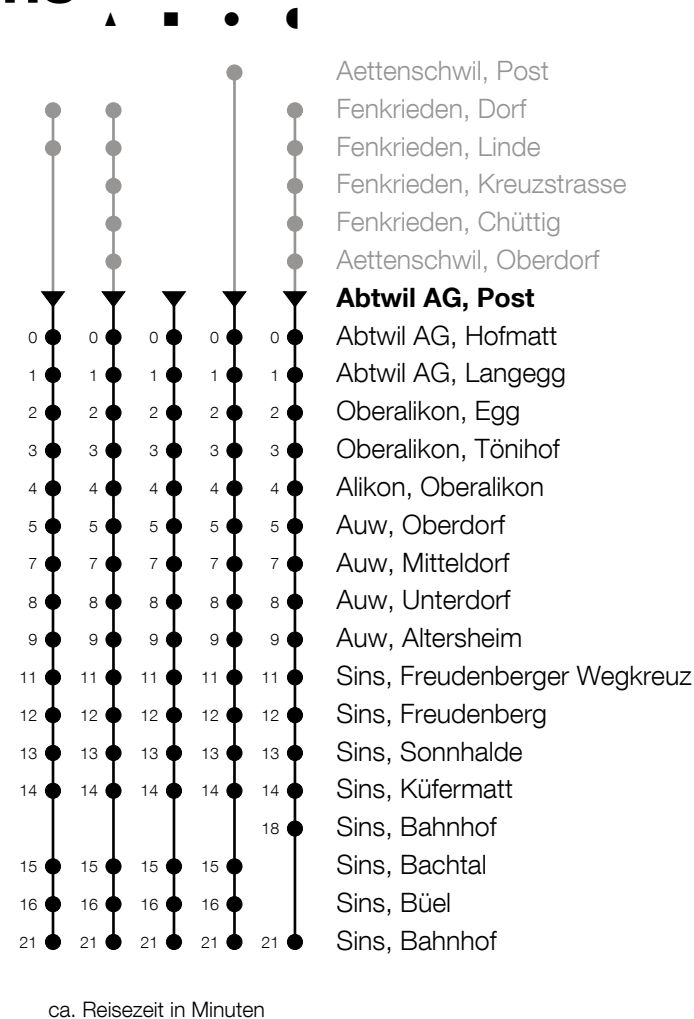 Aettenschwil, Post
Fenkrieden, Dorf
Fenkrieden, Linde
Fenkrieden, Kreuzstrasse
Fenkrieden, Chüttig
Aettenschwil, Oberdorf
Abtwil AG, Post
0 0 0 0 0 Abtwil AG, Hofmatt
1 1 1 1 1 Abtwil AG, Langegg
2 2 2 2 2 Oberalikon, Egg
3 3 3 3 3 Oberalikon, Tönihof
4 4 4 4 4 Alikon, Oberalikon
5 5 5 5 5 Auw, Oberdorf
7 7 7 7 7 Auw, Mitteldorf
8 8 8 8 8 Auw, Unterdorf
9 9 9 9 9 Auw, Altersheim
11 11 11 11 11 Sins, Freudenberger Wegkreuz
12 12 12 12 12 Sins, Freudenberg
13 13 13 13 13 Sins, Sonnhalde
14 14 14 14 14 Sins, Küfermatt
18 Sins, Bahnhof
15 15 15 15 Sins, Bachtal
16 16 16 16 Sins, Büel
21 21 21 21 21 Sins, Bahnhof
ca. Reisezeit in Minuten